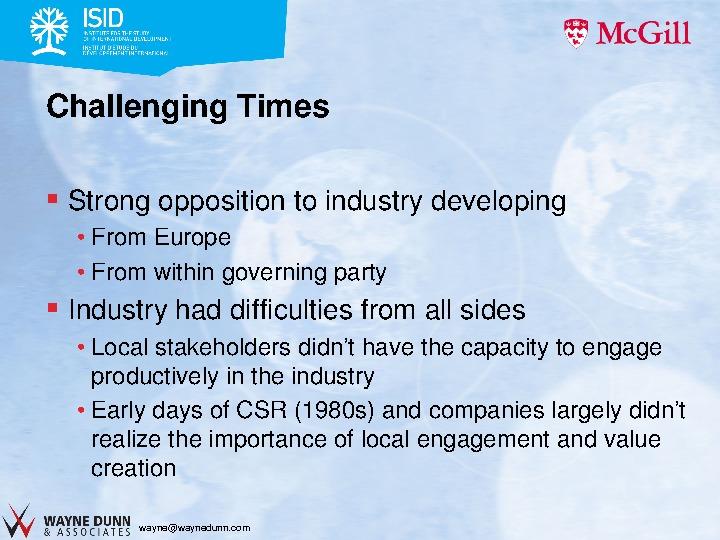 ISID
INSTITUTE FOR THE STUDY
OF INTERNATIONAL DEVELOPMENT
INSTITUT D'ÉTUDE DU
DÉVELOPPEMENT INTERNATIONAL
McGill
Challenging Times
▪ Strong opposition to industry developing
• From Europe
• From within governing party
▪ Industry had difficulties from all sides
• Local stakeholders didn't have the capacity to engage
productively in the industry
• Early days of CSR (1980s) and companies largely didn't
realize the importance of local engagement and value
creation
WAYNE DUNN
& ASSOCIATES
wayne@waynedunn.com